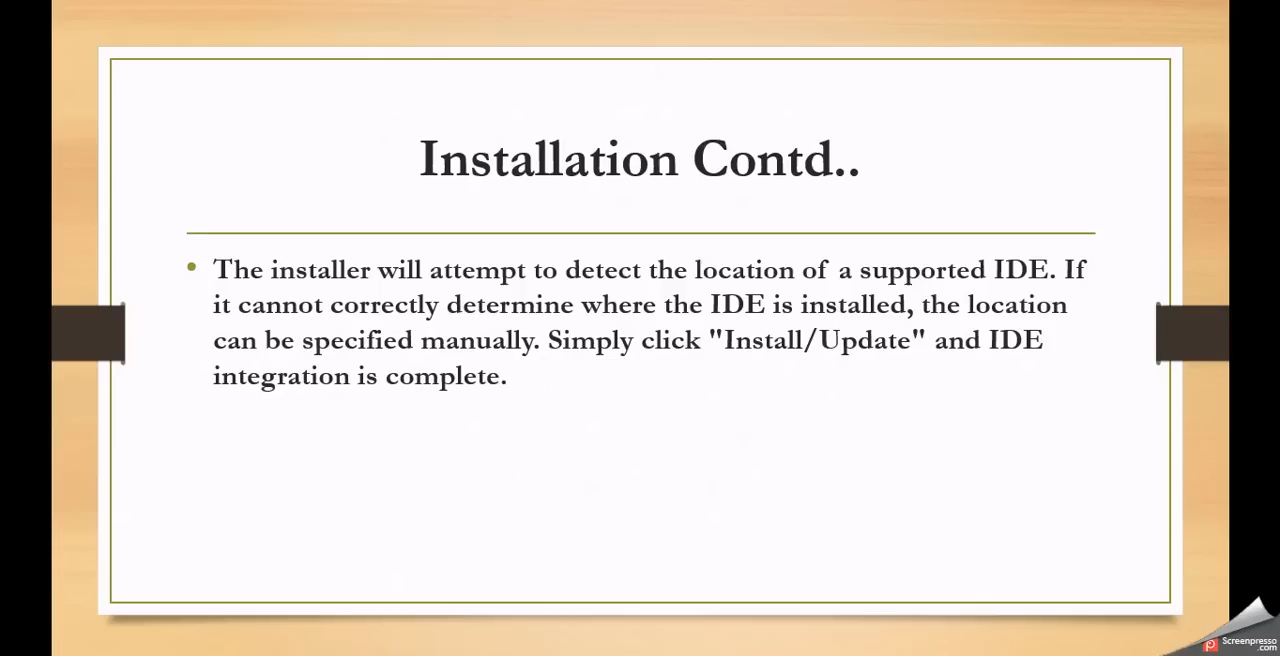 Installation Contd..
• The installer will attempt to detect the location of a supported IDE. If
it cannot correctly determine where the IDE is installed, the location
can be specified manually. Simply click "Install/Update" and IDE
integration is complete.
Screenpresso
.com